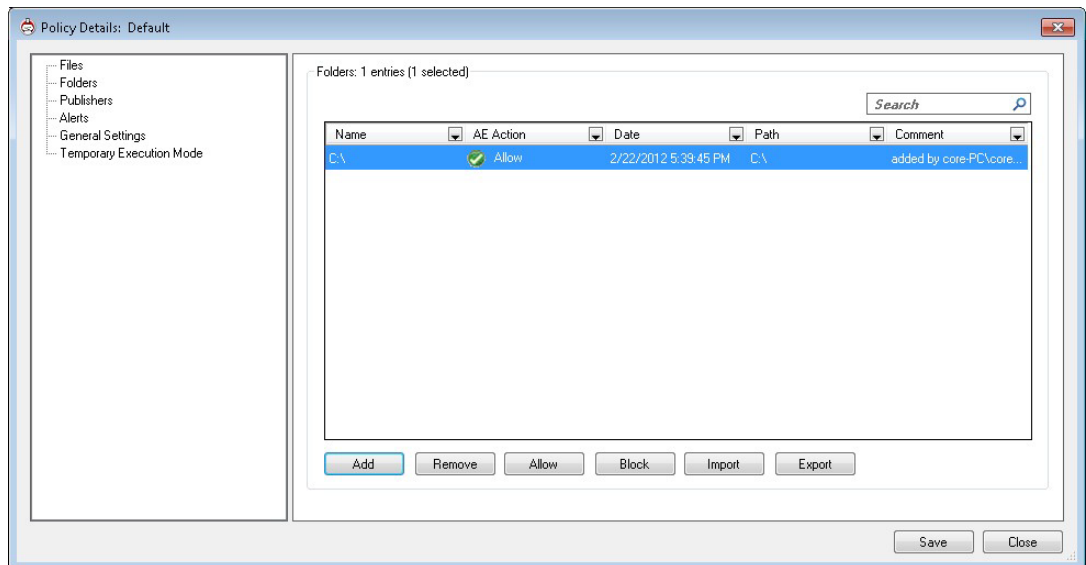 Policy Details: Default
Files
Folders
Publishers
Alerts
General Settings
Temporary Execution Mode
Folders: 1 entries (1 selected)
Search
Name AE Action Date Path Comment
C:\ Allow 2/22/2012 5:39:45 PM C:\ added by core-PC\core...
Add Remove Allow Block Import Export
Save Close